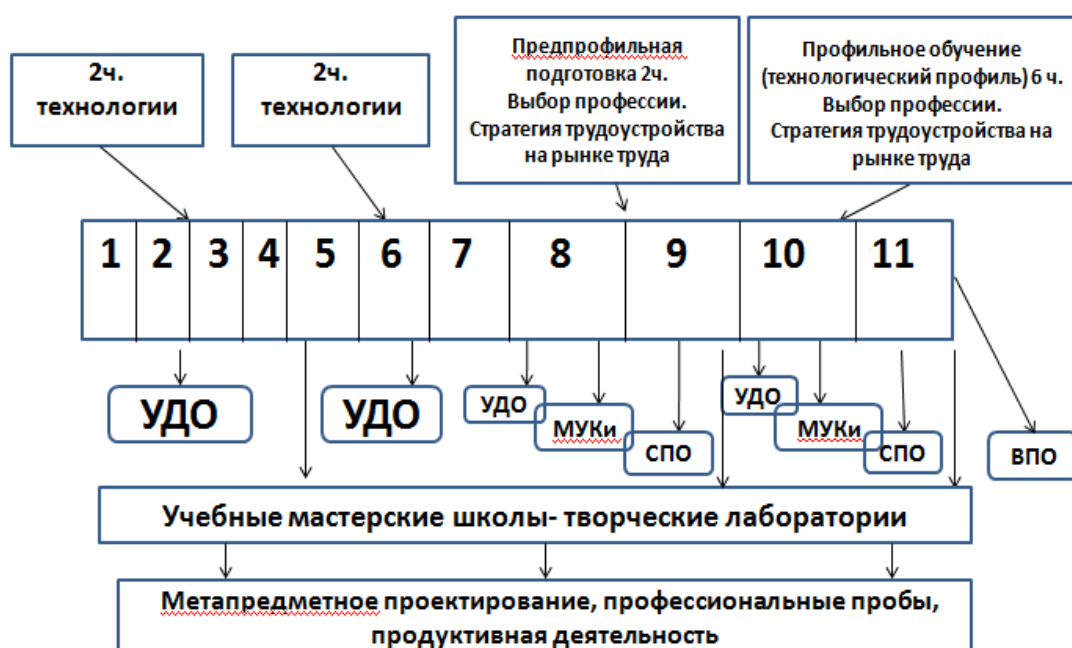 2ч.
технологии
2ч.
технологии
Предпрофильная
подготовка 2ч.
Выбор профессии.
Стратегия трудоустройства
на рынке труда
Профильное обучение
(технологический профиль) 6 ч.
Выбор профессии.
Стратегия трудоустройства на
рынке труда
1 2 3 4 5 6 7 8 9 10 11
УДО
УДО
УДО
МУКи
СПО
УДО
МУКи
СПО
ВПО
Учебные мастерские школы- творческие лаборатории
Метапредметное проектирование, профессиональные пробы,
продуктивная деятельность